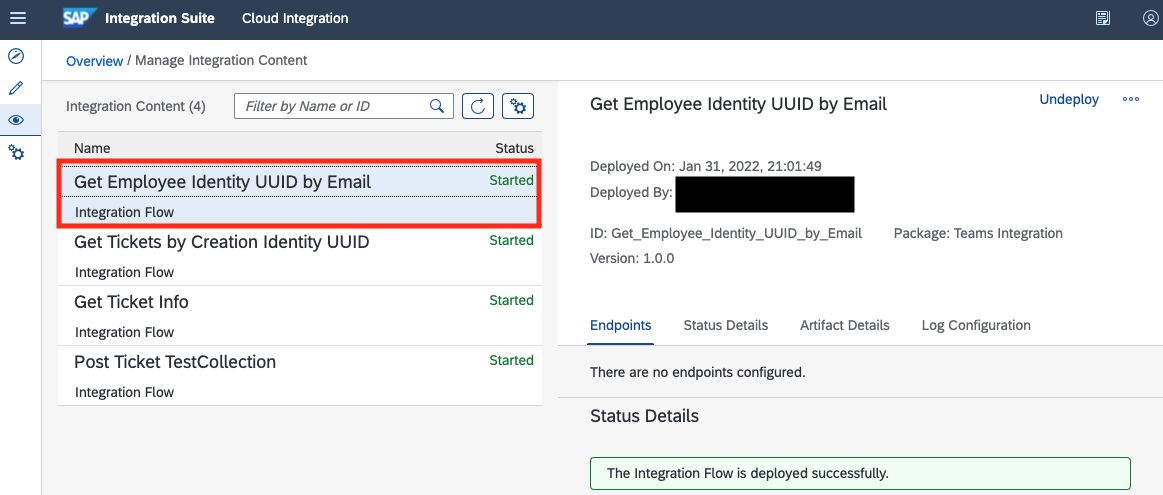 SAP Integration Suite Cloud Integration
Overview / Manage Integration Content
Integration Content (4) Filter by Name or ID
Name Status
Get Employee Identity UUID by Email Started
Integration Flow
Get Tickets by Creation Identity UUID Started
Integration Flow
Get Ticket Info Started
Integration Flow
Post Ticket TestCollection Started
Integration Flow
Get Employee Identity UUID by Email Undeploy
Deployed On: Jan 31, 2022, 21:01:49
Deployed By:
ID: Get_Employee_Identity_UUID_by_Email Package: Teams Integration
Version: 1.0.0
Endpoints Status Details Artifact Details Log Configuration
There are no endpoints configured.
Status Details
The Integration Flow is deployed successfully.